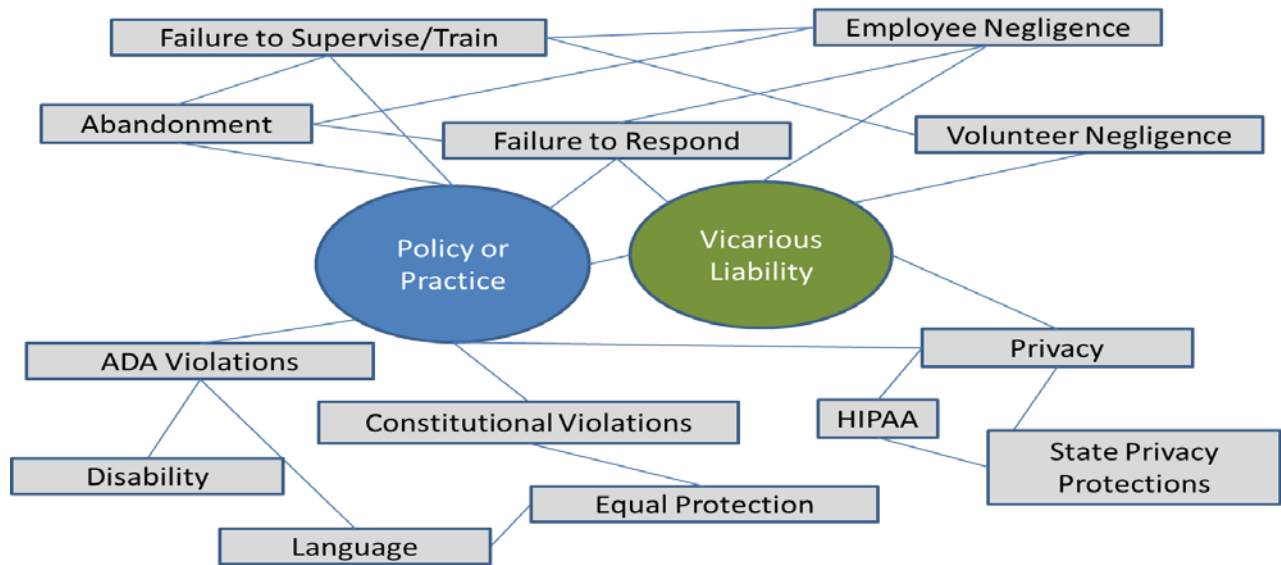 Failure to Supervise/Train
Employee Negligence
Abandonment
Failure to Respond
Volunteer Negligence
Policy or
Practice
Vicarious
Liability
ADA Violations
Privacy
Constitutional Violations
HIPAA
State Privacy
Protections
Disability
Equal Protection
Language